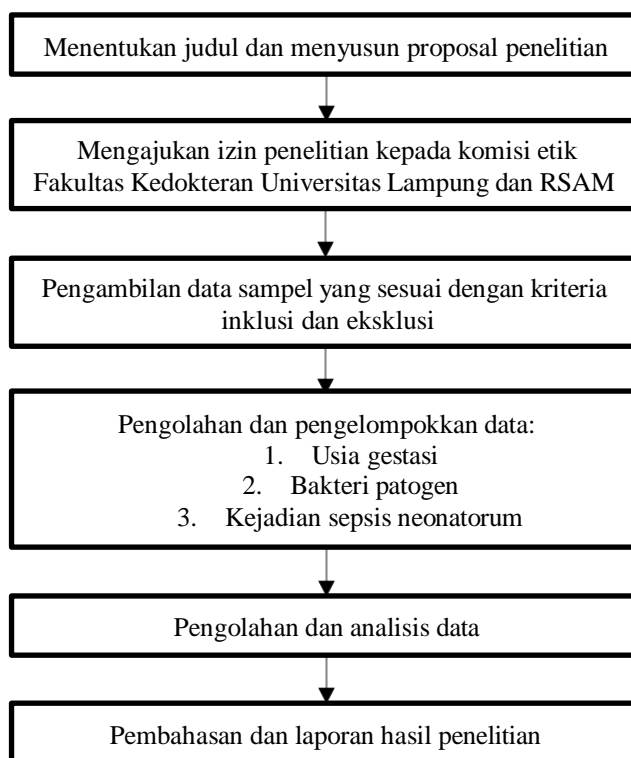 Menentukan judul dan menyusun proposal penelitian
Mengajukan izin penelitian kepada komisi etik
Fakultas Kedokteran Universitas Lampung dan RSAM
Pengambilan data sampel yang sesuai dengan kriteria
inklusi dan eksklusi
Pengolahan dan pengelompokkan data:
1. Usia gestasi
2. Bakteri patogen
3. Kejadian sepsis neonatorum
Pengolahan dan analisis data
Pembahasan dan laporan hasil penelitian